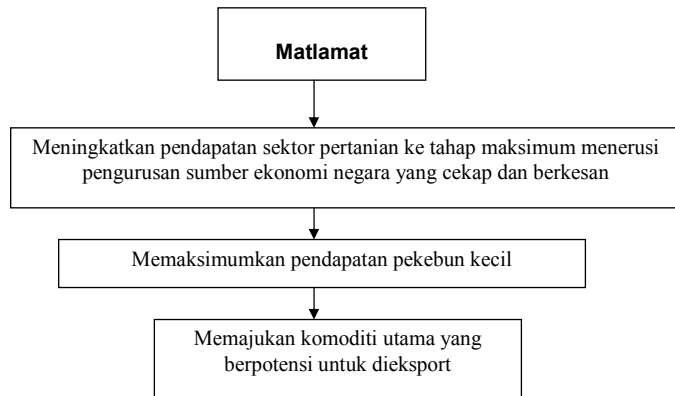 Matlamat
Meningkatkan pendapatan sektor pertanian ke tahap maksimum menerusi
pengurusan sumber ekonomi negara yang cekap dan berkesan
Memaksimumkan pendapatan pekebun kecil
Memajukan komoditi utama yang
berpotensi untuk dieksport